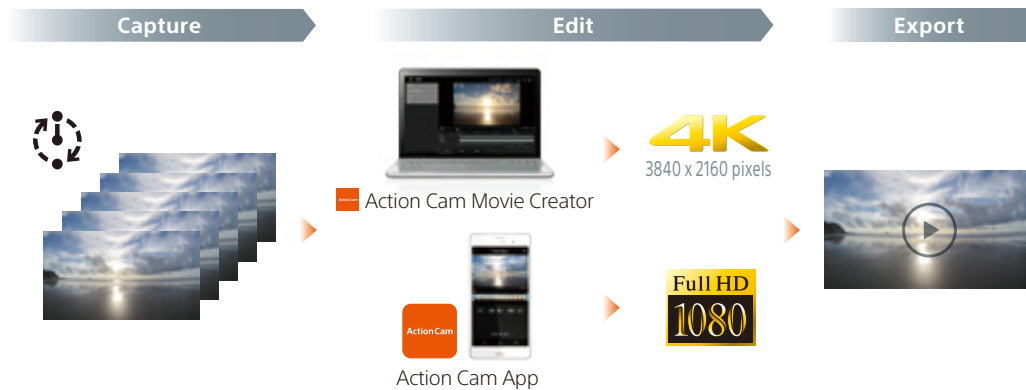 Capture
Edit
Export
4K
3840 x 2160 pixels
Action Cam Movie Creator
Full HD
1080
ActionCam
Action Cam App